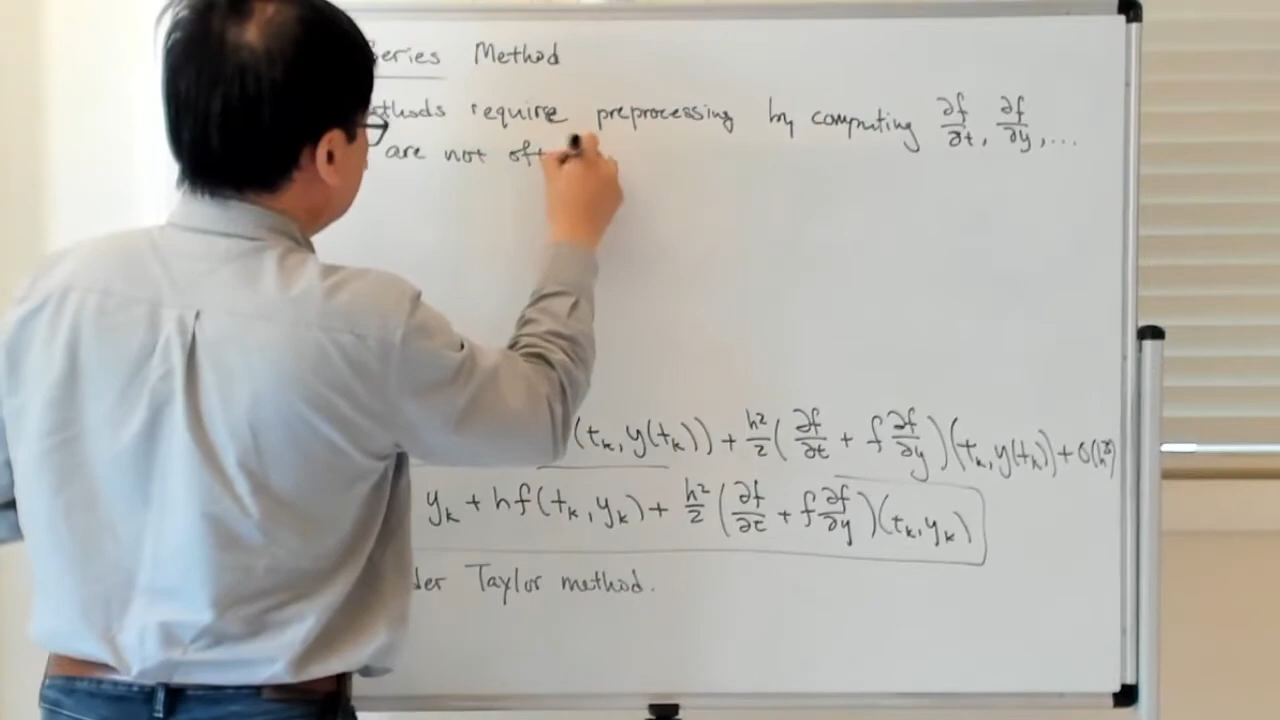 Series Method
require preprocessing by computing ∂f/∂t, ∂f/∂y, ...
are not oft
(t_k, y(t_k)) + h²/2 (∂f/∂t + f ∂f/∂y)(t_k, y(t_k)) + O(h³)
y_k + hf(t_k, y_k) + h²/2 (∂f/∂t + f ∂f/∂y)(t_k, y_k)
der Taylor method.